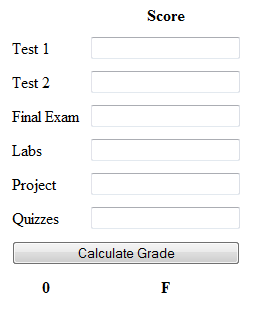 Score
Test 1
Test 2
Final Exam
Labs
Project
Quizzes
Calculate Grade
0 F